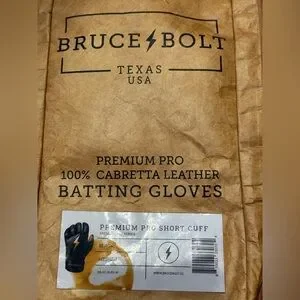 BRUCE BOLT
TEXAS
USA
PREMIUM PRO
100% CABRETTA LEATHER
BATTING GLOVES
PREMIUM PRO SHORT CUFF